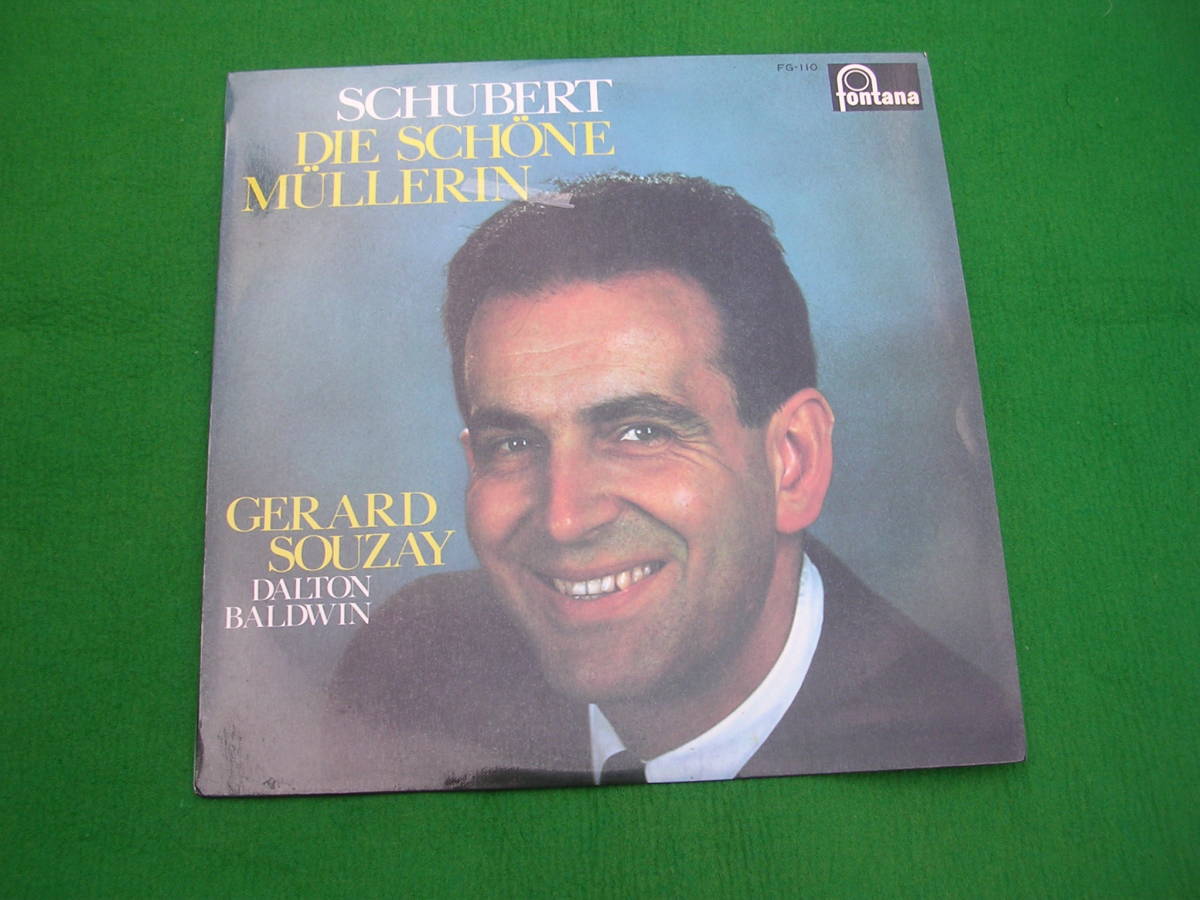 FG-110
fontana
SCHUBERT
DIE SCHÖNE
MÜLLERIN
GERARD
SOUZAY
DALTON
BALDWIN